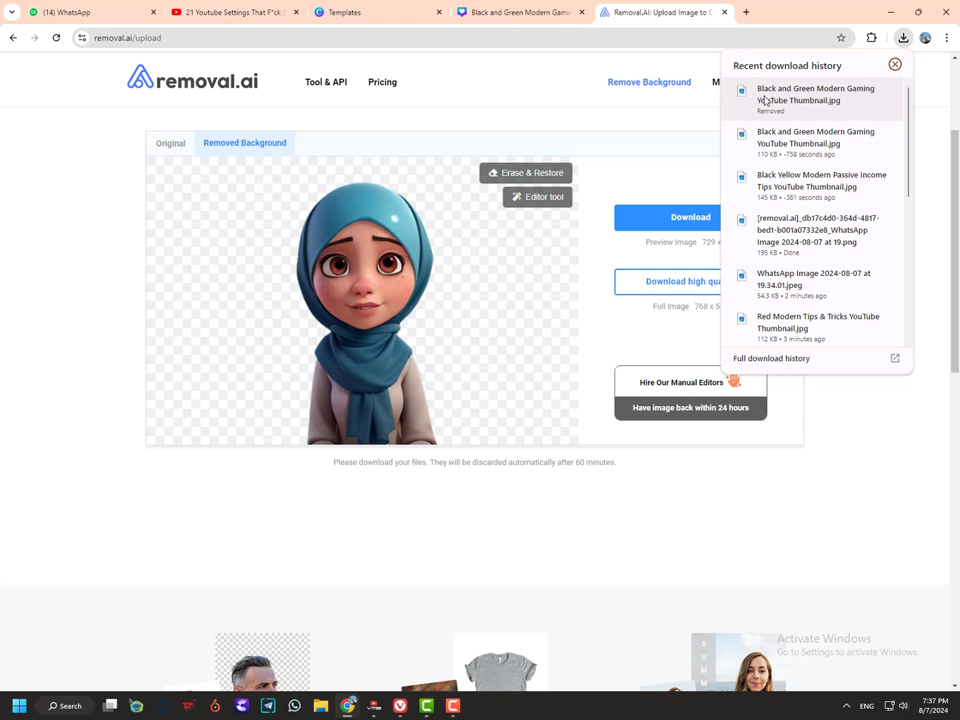 (14) WhatsApp
21 Youtube Settings That F*ck
Templates
Black and Green Modern Gami
Removal.AI: Upload Image to
removal.ai/upload
Recent download history
removal.ai
Tool & API
Pricing
Remove Background
Black and Green Modern Gaming
YouTube Thumbnail.jpg
Removed
Original
Removed Background
Black and Green Modern Gaming
YouTube Thumbnail.jpg
110 KB • -756 seconds ago
Erase & Restore
Editor tool
Black Yellow Modern Passive Income
Tips YouTube Thumbnail.jpg
145 KB • -381 seconds ago
Download
Preview Image 729 x
[removal.ai]_db17c4d0-364d-4817-
bed1-b001a07332e8_WhatsApp
Image 2024-08-07 at 19.png
195 KB • Done
Download high qua
Full Image 768 x 5
WhatsApp Image 2024-08-07 at
19.34.01.jpeg
54.3 KB • 2 minutes ago
Red Modern Tips & Tricks YouTube
Thumbnail.jpg
112 KB • 3 minutes ago
Full download history
Hire Our Manual Editors
Have image back within 24 hours
Please download your files. They will be discarded automatically after 60 minutes.
SUMM
Activate Windows
Go to Settings to activate Windows.
Search
ENG
7:37 PM
8/7/2024